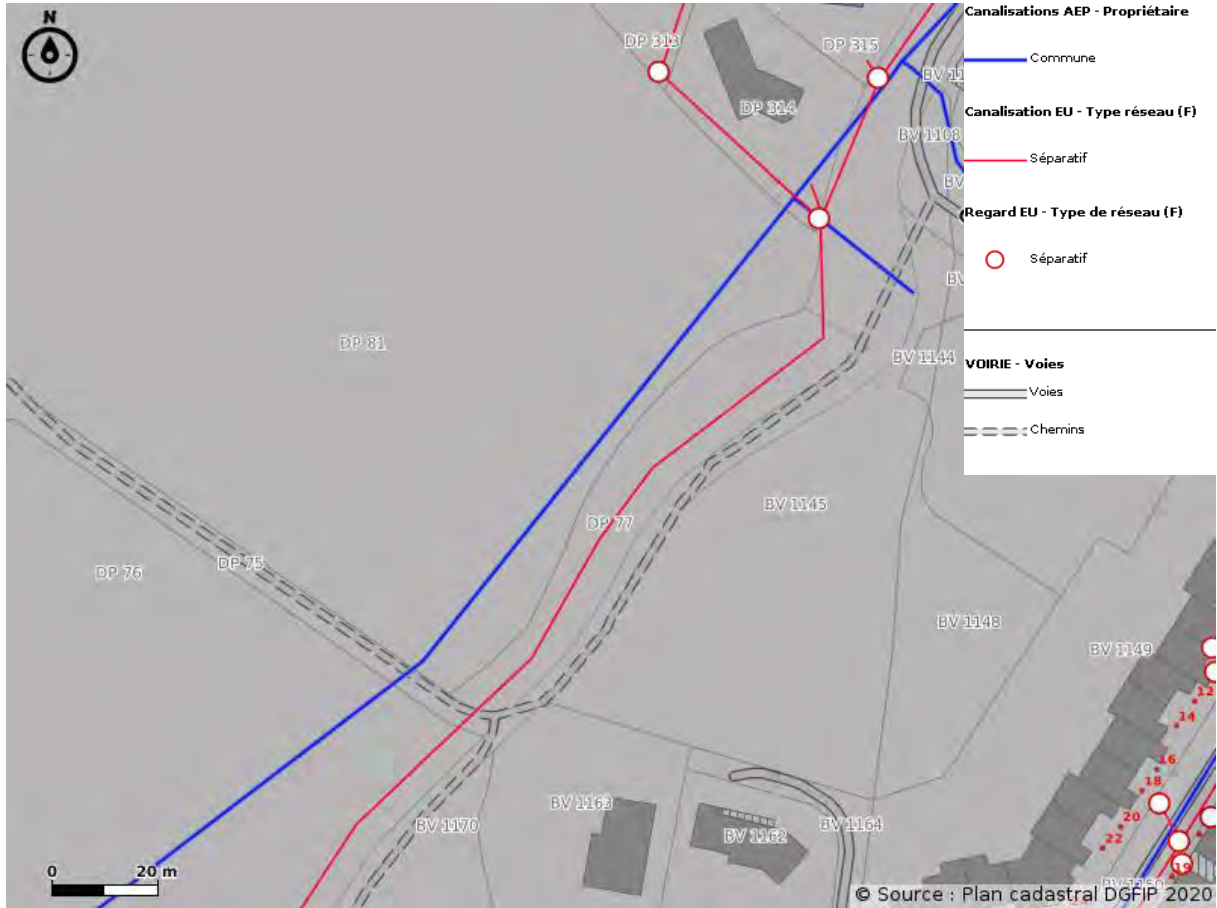 N
DP 313
DP 315
DP 314
BV 11
BV 1108
BV
BV
DP 81
BV 1144
DP 77
BV 1145
DP 75
DP 76
BV 1148
BV 1149
12
14
16
18
20
22
19
BV 1163
BV 1170
BV 1162
BV 1164
BV 1150
0 20 m
© Source : Plan cadastral DGFIP 2020
Canalisations AEP - Propriétaire
Commune
Canalisation EU - Type réseau (F)
Séparatif
Regard EU - Type de réseau (F)
Séparatif
VOIRIE - Voies
Voies
Chemins